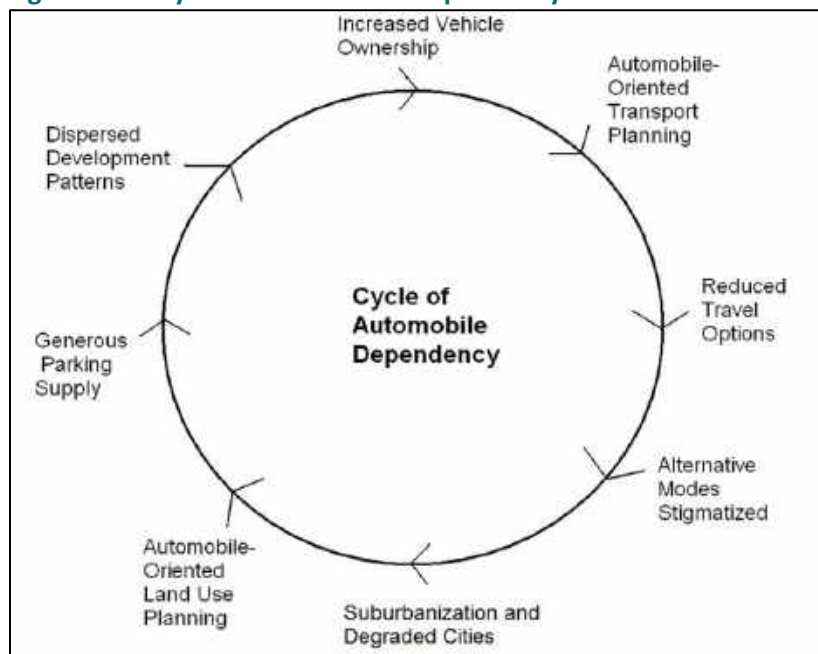 Increased Vehicle
Ownership
Automobile-
Oriented
Transport
Planning
Reduced
Travel
Options
Alternative
Modes
Stigmatized
Suburbanization and
Degraded Cities
Automobile-
Oriented
Land Use
Planning
Generous
Parking
Supply
Dispersed
Development
Patterns
Cycle of
Automobile
Dependency